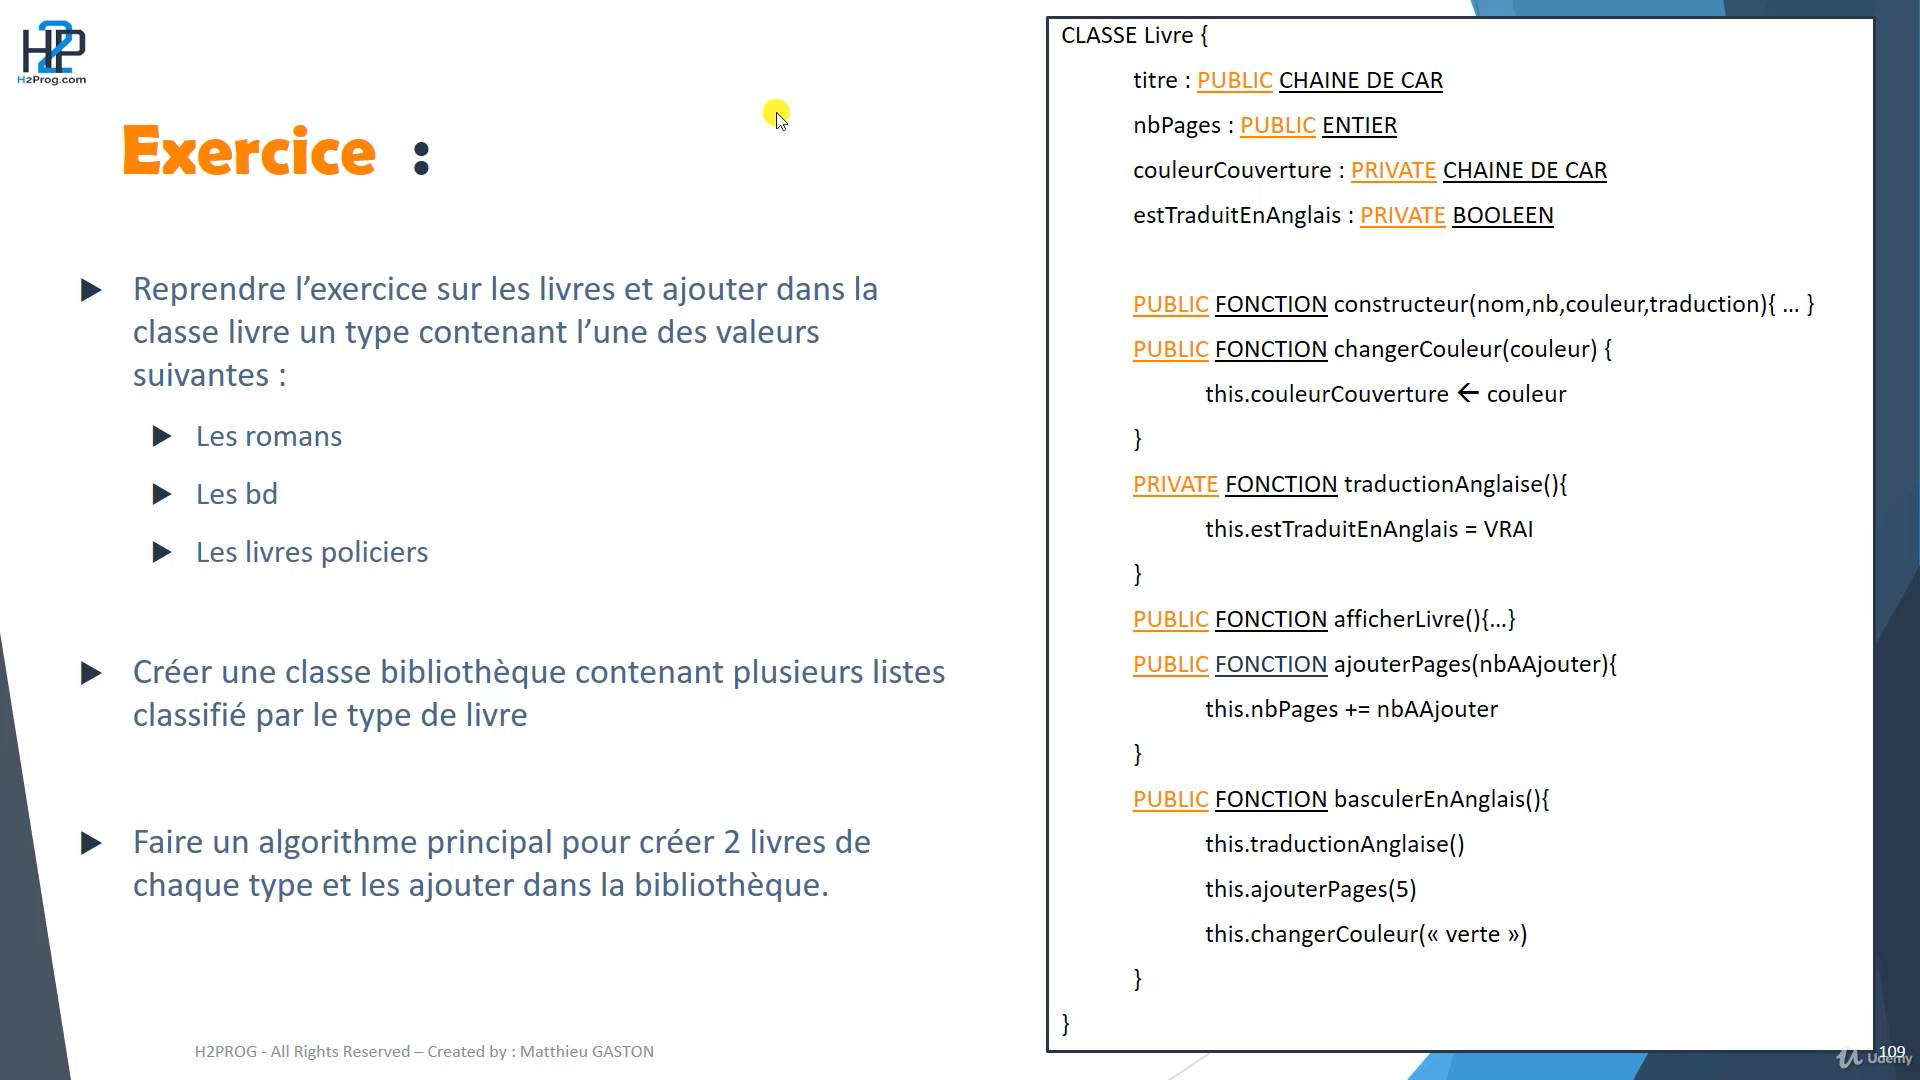 H2P
H2Prog.com
Exercice :
Reprendre l’exercice sur les livres et ajouter dans la
classe livre un type contenant l’une des valeurs
suivantes :
Les romans
Les bd
Les livres policiers
Créer une classe bibliothèque contenant plusieurs listes
classifié par le type de livre
Faire un algorithme principal pour créer 2 livres de
chaque type et les ajouter dans la bibliothèque.
CLASSE Livre {
titre : PUBLIC CHAINE DE CAR
nbPages : PUBLIC ENTIER
couleurCouverture : PRIVATE CHAINE DE CAR
estTraduitEnAnglais : PRIVATE BOOLEEN
PUBLIC FONCTION constructeur(nom,nb,couleur,traduction){ … }
PUBLIC FONCTION changerCouleur(couleur) {
this.couleurCouverture ← couleur
}
PRIVATE FONCTION traductionAnglaise(){
this.estTraduitEnAnglais = VRAI
}
PUBLIC FONCTION afficherLivre(){…}
PUBLIC FONCTION ajouterPages(nbAAjouter){
this.nbPages += nbAAjouter
}
PUBLIC FONCTION basculerEnAnglais(){
this.traductionAnglaise()
this.ajouterPages(5)
this.changerCouleur(« verte »)
}
}
H2PROG - All Rights Reserved – Created by : Matthieu GASTON
109
Udemy